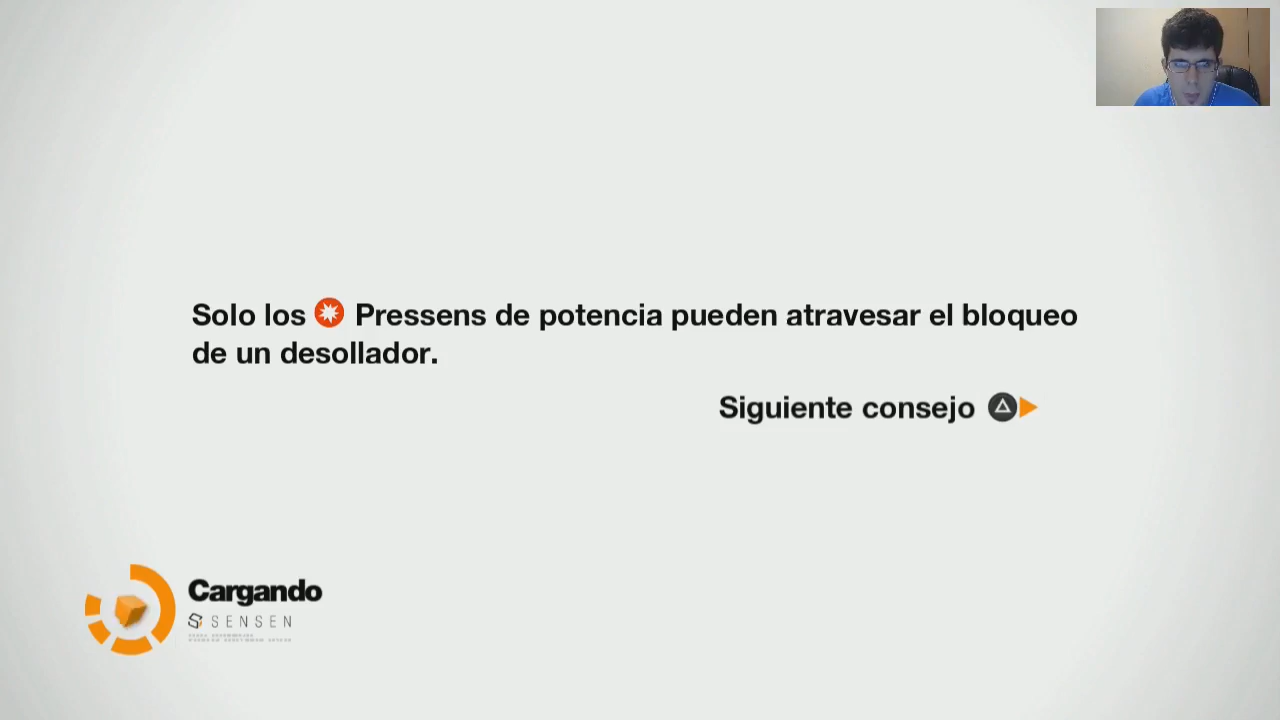 Solo los Pressens de potencia pueden atravesar el bloqueo
de un desollador.
Siguiente consejo
Cargando
SENSEN